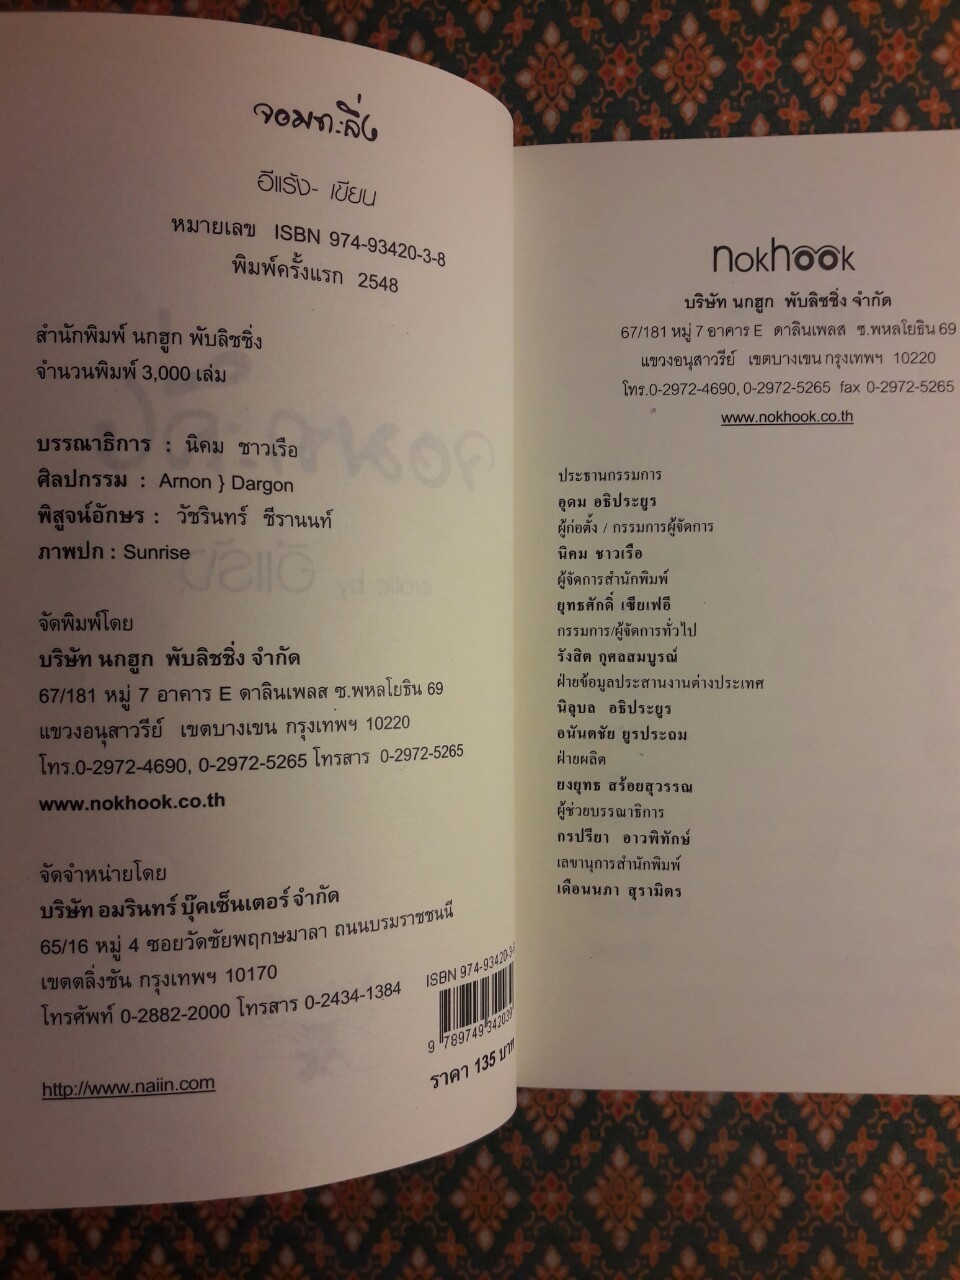 จอมทะลึ่ง
อีแร้ง- เขียน
หมายเลข ISBN 974-93420-3-8
พิมพ์ครั้งแรก 2548
สำนักพิมพ์ นกฮูก พับลิชชิ่ง
จำนวนพิมพ์ 3,000 เล่ม
บรรณาธิการ : นิคม ชาวเรือ
ศิลปกรรม : Arnon } Dargon
พิสูจน์อักษร : วัชรินทร์ ชีรานนท์
ภาพปก : Sunrise
จัดพิมพ์โดย
บริษัท นกฮูก พับลิชชิ่ง จำกัด
67/181 หมู่ 7 อาคาร E ดาลินเพลส ซ.พหลโยธิน 69
แขวงอนุสาวรีย์ เขตบางเขน กรุงเทพฯ 10220
โทร.0-2972-4690, 0-2972-5265 โทรสาร 0-2972-5265
www.nokhook.co.th
จัดจำหน่ายโดย
บริษัท อมรินทร์ บุ๊คเซ็นเตอร์ จำกัด
65/16 หมู่ 4 ซอยวัดชัยพฤกษมาลา ถนนบรมราชชนนี
เขตตลิ่งชัน กรุงเทพฯ 10170
โทรศัพท์ 0-2882-2000 โทรสาร 0-2434-1384
http://www.naiin.com
ISBN 974-93420-3-8
9 789749 342039
ราคา 135 บาท
nokhook
บริษัท นกฮูก พับลิชชิ่ง จำกัด
67/181 หมู่ 7 อาคาร E ดาลินเพลส ซ.พหลโยธิน 69
แขวงอนุสาวรีย์ เขตบางเขน กรุงเทพฯ 10220
โทร.0-2972-4690, 0-2972-5265 fax 0-2972-5265
www.nokhook.co.th
ประธานกรรมการ
อุดม อธิประยูร
ผู้ก่อตั้ง / กรรมการผู้จัดการ
นิคม ชาวเรือ
ผู้จัดการสำนักพิมพ์
ยุทธศักดิ์ เซียเฟอี
กรรมการ/ผู้จัดการทั่วไป
รังสิต กุศลสมบูรณ์
ฝ่ายข้อมูลประสานงานต่างประเทศ
นิลุบล อธิประยูร
อนันตชัย ยูรประถม
ฝ่ายผลิต
ยงยุทธ สร้อยสุวรรณ
ผู้ช่วยบรรณาธิการ
กรปรียา อาวพิทักษ์
เลขานุการสำนักพิมพ์
เดือนนภา สุรามิตร